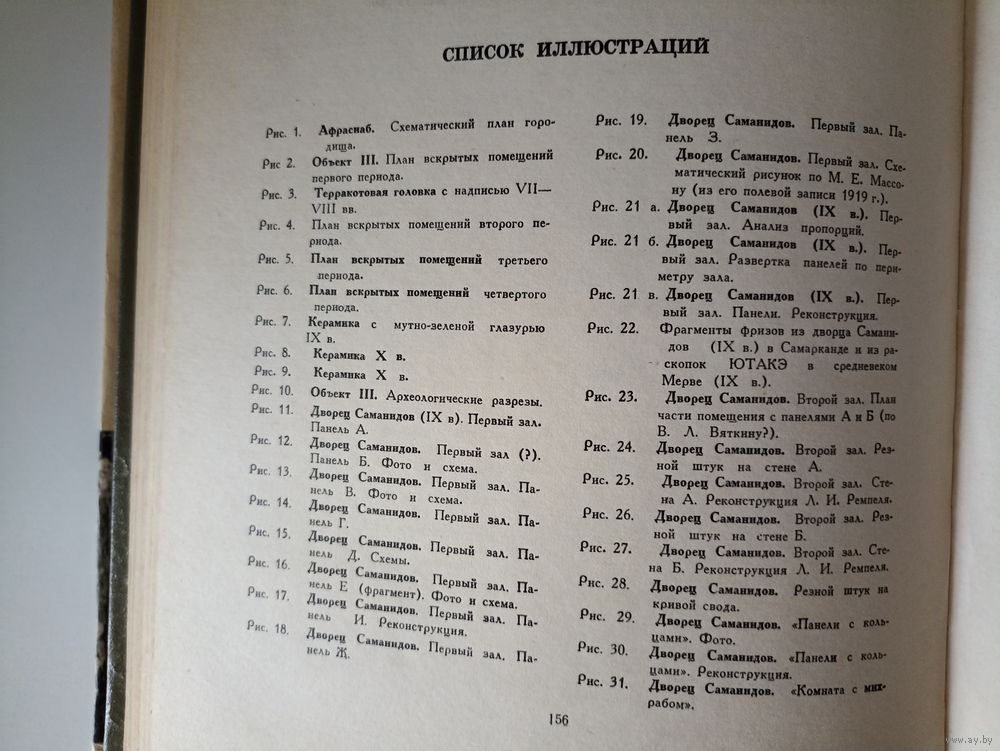 СПИСОК ИЛЛЮСТРАЦИЙ
Рис. 1. Афраснаб. Схематический план горо-
дища.
Рис 2. Объект III. План вскрытых помещений
первого периода.
Рис. 3. Терракотовая головка с надписью VII—
VIII вв.
Рис. 4. План вскрытых помещений второго пе-
риода.
Рис. 5. План вскрытых помещений третьего
периода.
Рис. 6. План вскрытых помещений четвертого
периода.
Рис. 7. Керамика с мутно-зеленой глазурью
IX в.
Рис. 8. Керамика X в.
Рис. 9. Керамика X в.
Рис. 10. Объект III. Археологические разрезы.
Рис. 11. Дворец Саманидов (IX в). Первый зал.
Панель А.
Рис. 12. Дворец Саманидов. Первый зал (?).
Панель Б. Фото и схема.
Рис. 13. Дворец Саманидов. Первый зал. Па-
нель В. Фото и схема.
Рис. 14. Дворец Саманидов. Первый зал. Па-
нель Г.
Рис. 15. Дворец Саманидов. Первый зал. Па-
нель Д. Схемы.
Рис. 16. Дворец Саманидов. Первый зал. Па-
нель Е (фрагмент). Фото и схема.
Рис. 17. Дворец Саманидов. Первый зал. Па-
нель И. Реконструкция.
Рис. 18. Дворец Саманидов. Первый зал. Па-
нель Ж.
Рис. 19. Дворец Саманидов. Первый зал. Па-
нель З.
Рис. 20. Дворец Саманидов. Первый зал. Схе-
матический рисунок по М. Е. Массо-
ну (из его полевой записи 1919 г.).
Рис. 21 а. Дворец Саманидов (IX в.). Пер-
вый зал. Анализ пропорций.
Рис. 21 б. Дворец Саманидов (IX в.). Пер-
вый зал. Развертка панелей по пери-
метру зала.
Рис. 21 в. Дворец Саманидов (IX в.). Пер-
вый зал. Панели. Реконструкция.
Рис. 22. Фрагменты фризов из дворца Самани-
дов (IX в.) в Самарканде и из рас-
копок ЮТАКЭ в средневеком
Мерве (IX в.).
Рис. 23. Дворец Саманидов. Второй зал. План
части помещения с панелями А и Б (по
В. Л. Вяткину?).
Рис. 24. Дворец Саманидов. Второй зал. Рез-
ной штук на стене А.
Рис. 25. Дворец Саманидов. Второй зал. Сте-
на А. Реконструкция Л. И. Ремпеля.
Рис. 26. Дворец Саманидов. Второй зал. Рез-
ной штук на стене Б.
Рис. 27. Дворец Саманидов. Второй зал. Сте-
на Б. Реконструкция Л. И. Ремпеля.
Рис. 28. Дворец Саманидов. Резной штук на
кривой свода.
Рис. 29. Дворец Саманидов. «Панели с коль-
цами». Фото.
Рис. 30. Дворец Саманидов. «Панели с коль-
цами». Реконструкция.
Рис. 31. Дворец Саманидов. «Комната с мих-
рабом».
156
www.ay.by